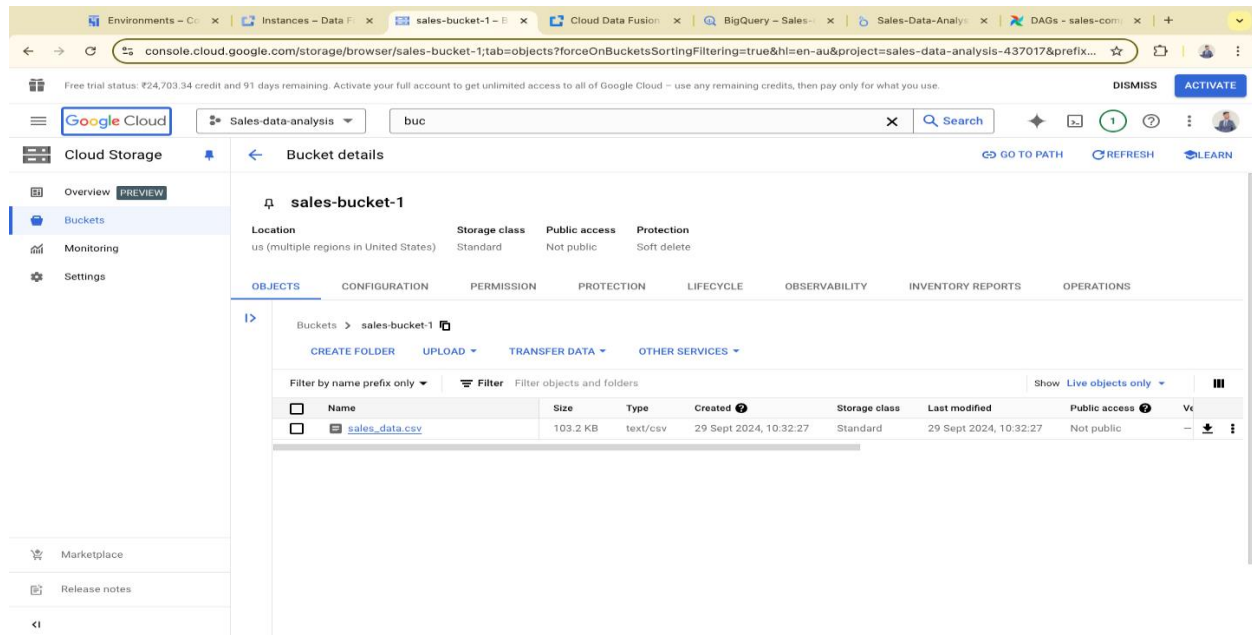 Environments – Co
Instances – Data F
sales-bucket-1 – B
Cloud Data Fusion
BigQuery – Sales-
Sales-Data-Analys
DAGs - sales-com
console.cloud.google.com/storage/browser/sales-bucket-1;tab=objects?forceOnBucketsSortingFiltering=true&hl=en-au&project=sales-data-analysis-437017&prefix...
Free trial status: ₹24,703.34 credit and 91 days remaining. Activate your full account to get unlimited access to all of Google Cloud – use any remaining credits, then pay only for what you use.
DISMISS
ACTIVATE
Google Cloud
Sales-data-analysis
buc
Search
1
Cloud Storage
Bucket details
GO TO PATH
REFRESH
LEARN
Overview PREVIEW
Buckets
Monitoring
Settings
sales-bucket-1
Location Storage class Public access Protection
us (multiple regions in United States) Standard Not public Soft delete
OBJECTS CONFIGURATION PERMISSION PROTECTION LIFECYCLE OBSERVABILITY INVENTORY REPORTS OPERATIONS
Buckets > sales-bucket-1
CREATE FOLDER UPLOAD TRANSFER DATA OTHER SERVICES
Filter by name prefix only Filter Filter objects and folders Show Live objects only
Name Size Type Created Storage class Last modified Public access Ve
sales_data.csv 103.2 KB text/csv 29 Sept 2024, 10:32:27 Standard 29 Sept 2024, 10:32:27 Not public —
Marketplace
Release notes